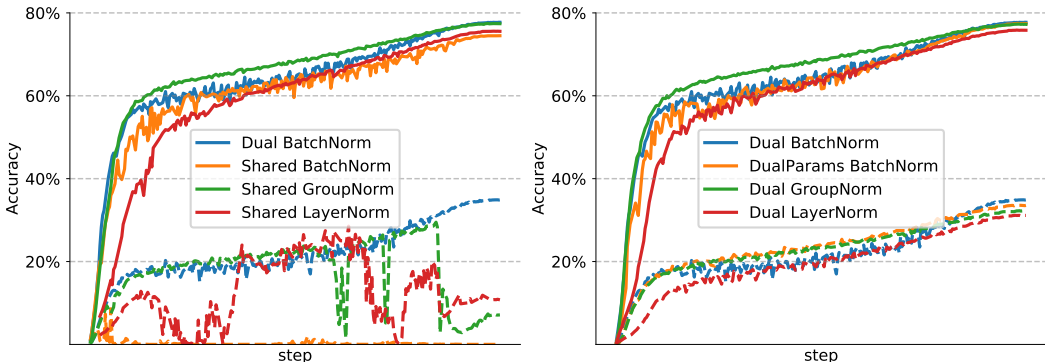 80%
60%
40%
20%
Accuracy
step
Dual BatchNorm
Shared BatchNorm
Shared GroupNorm
Shared LayerNorm
80%
60%
40%
20%
Accuracy
step
Dual BatchNorm
DualParams BatchNorm
Dual GroupNorm
Dual LayerNorm